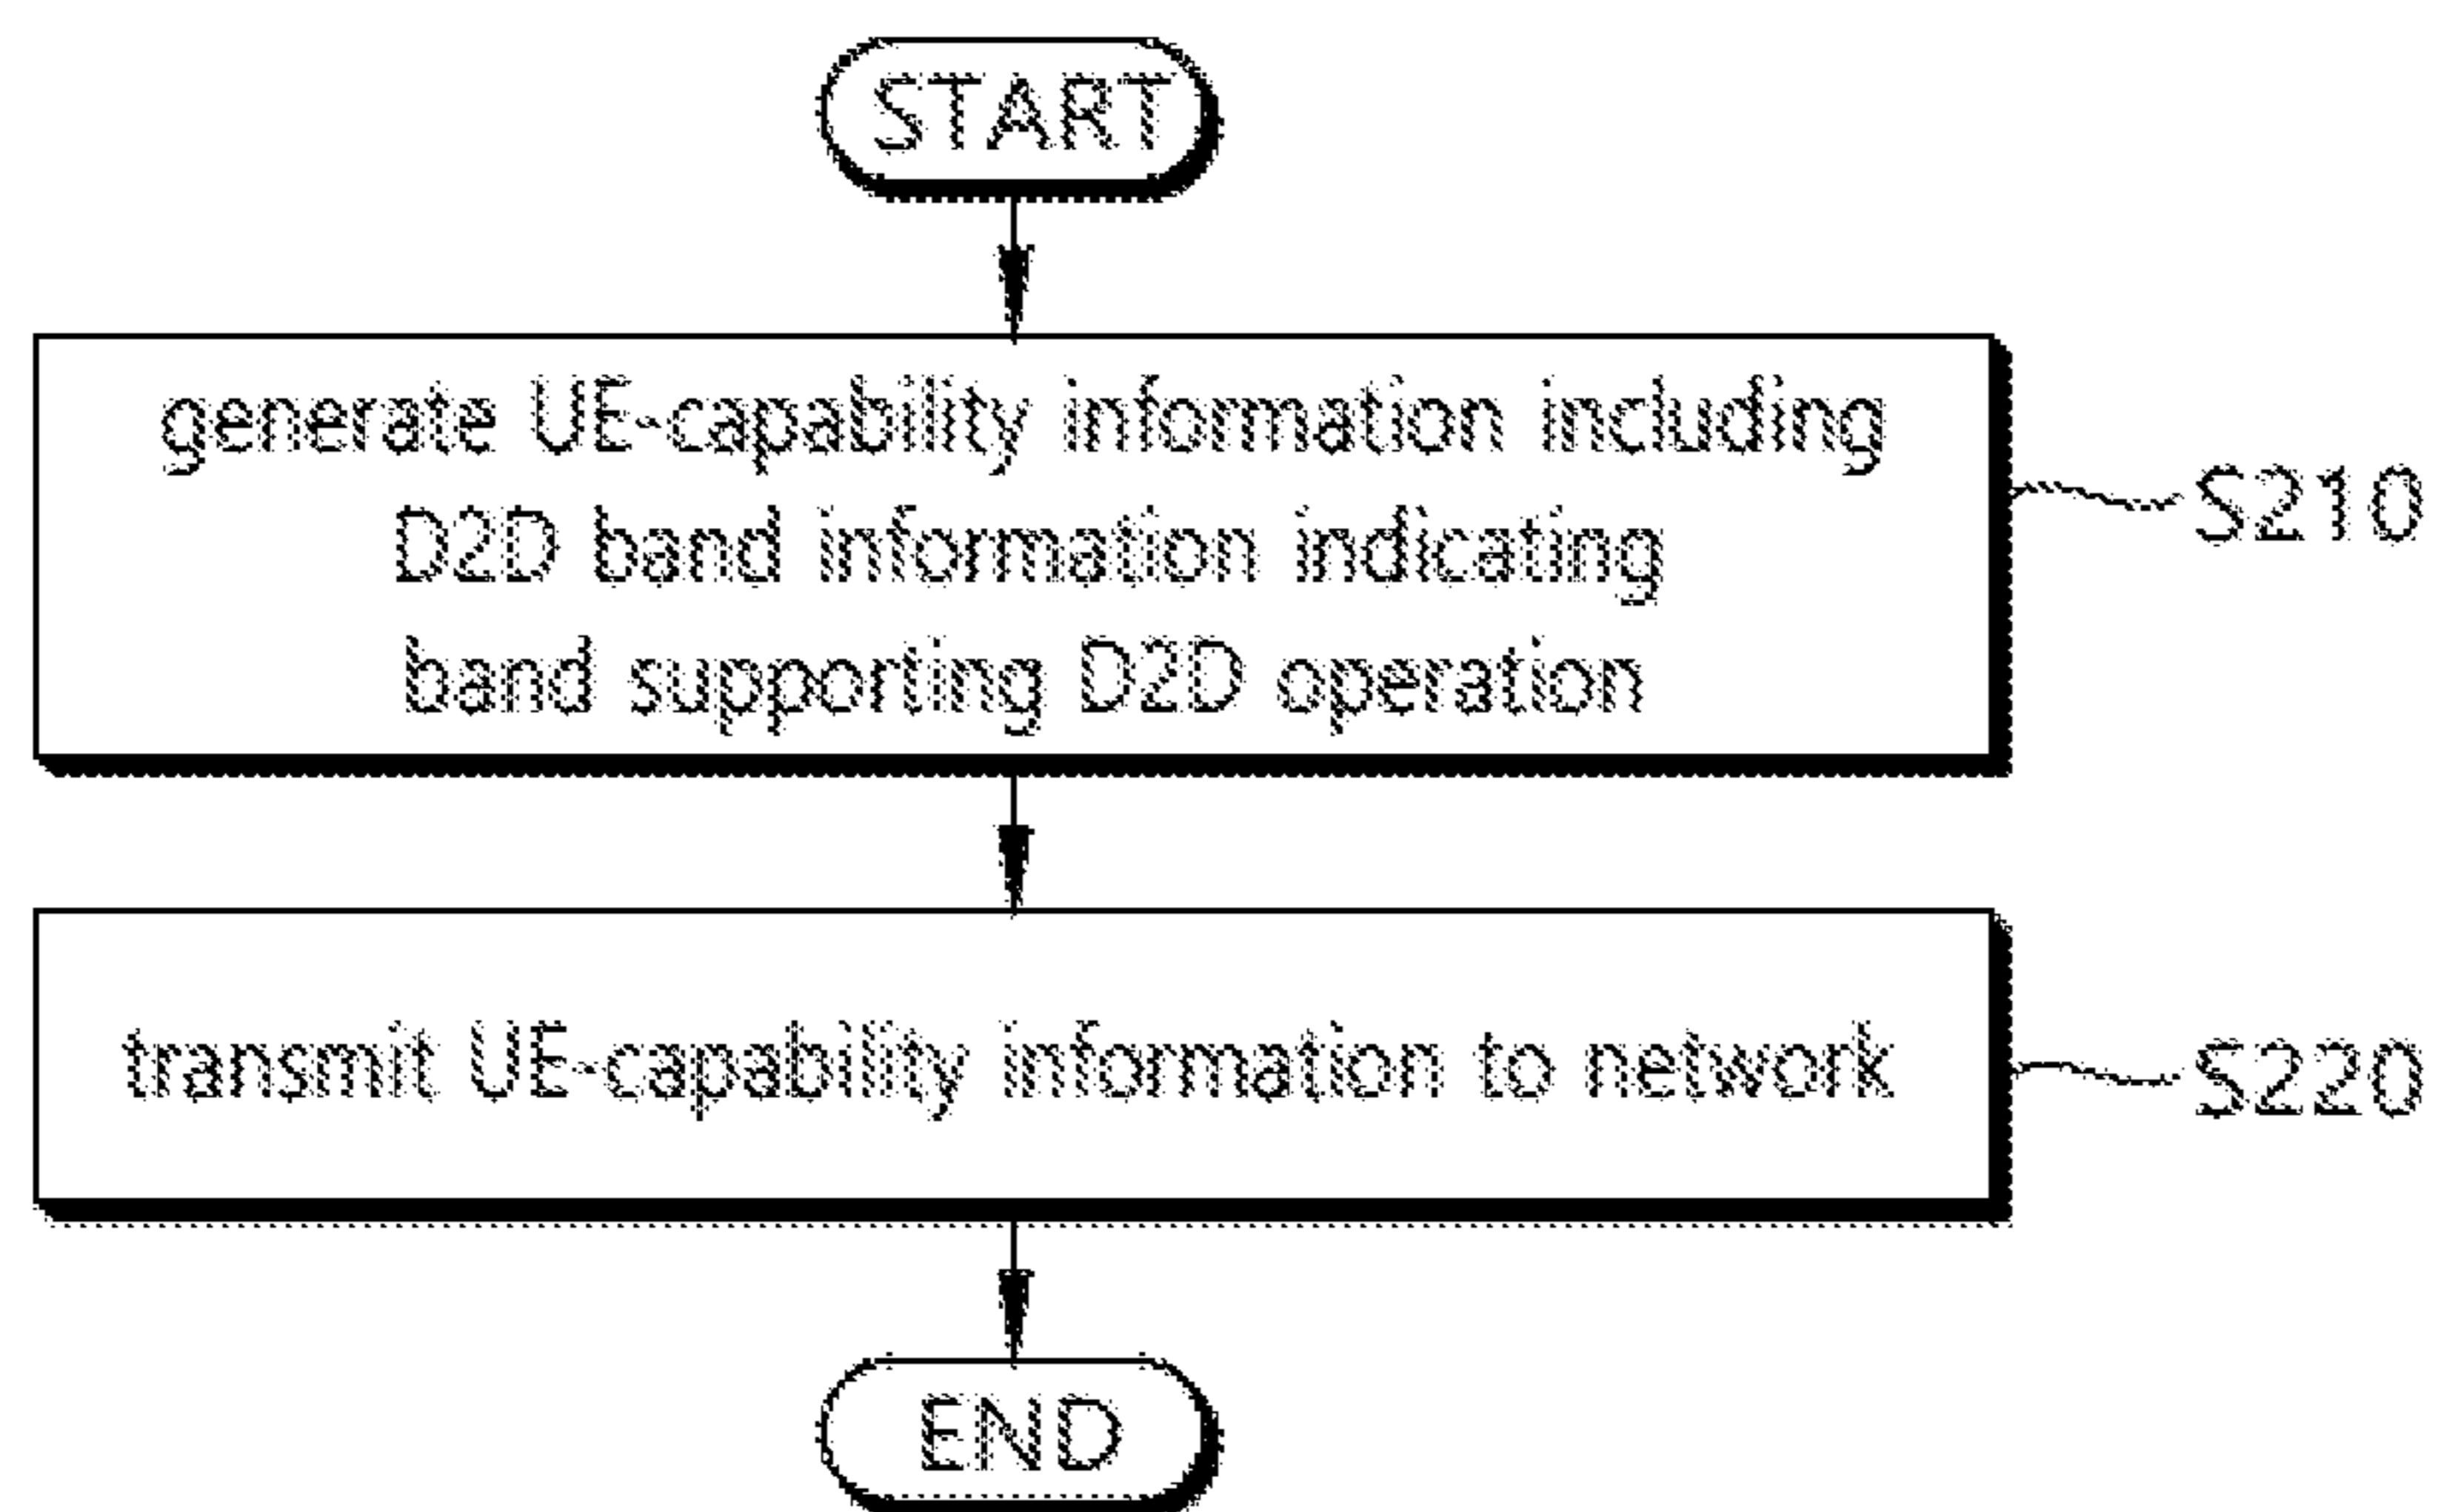 START
generate UE-capability information including
D2D band information indicating
band supporting D2D operation
S210
transmit UE-capability information to network
S220
END